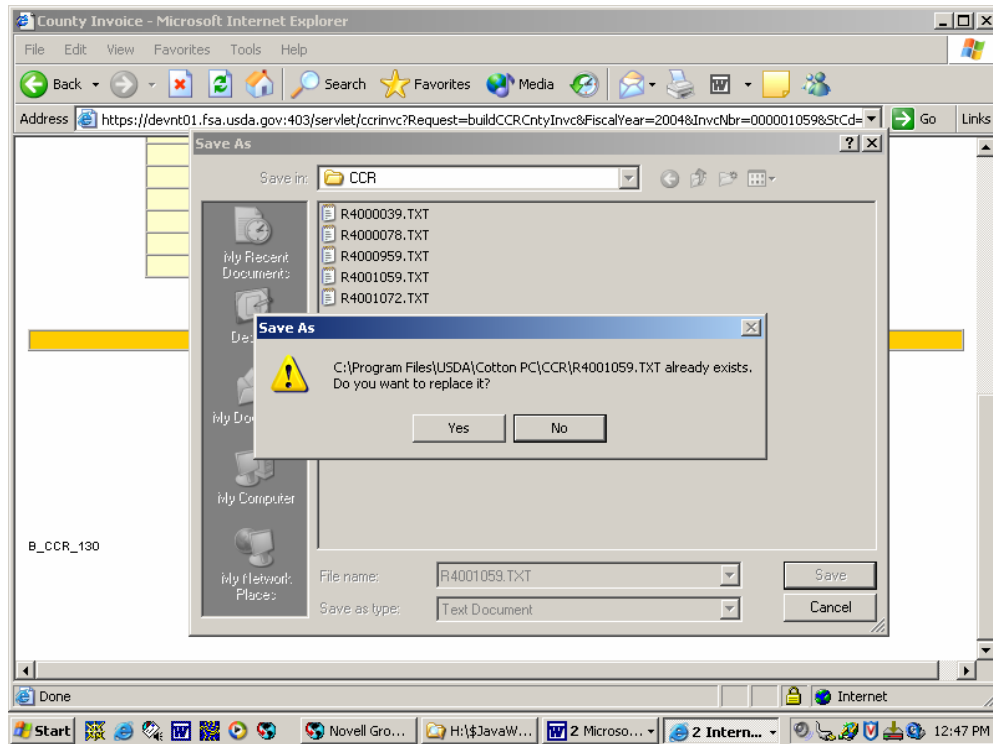 County Invoice - Microsoft Internet Explorer
File Edit View Favorites Tools Help
Back Search Favorites Media
Address https://devnt01.fsa.usda.gov:403/servlet/ccrinvc?Request=buildCCRCntyInvc&FiscalYear=2004&InvcNbr=000001059&StCd= Go Links
Save As
Save in: CCR
R4000039.TXT
R4000078.TXT
R4000959.TXT
R4001059.TXT
R4001072.TXT
My Recent
Documents
Save As
C:\Program Files\USDA\Cotton PC\CCR\R4001059.TXT already exists.
Do you want to replace it?
Yes No
My Computer
B_CCR_130
My Network
Places
File name: R4001059.TXT Save
Save as type: Text Document Cancel
Done Internet
Start Novell Gro... H:\$JavaW... 2 Microso... 2 Intern... 12:47 PM